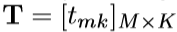 T = [t_{mk}]_{M×K}